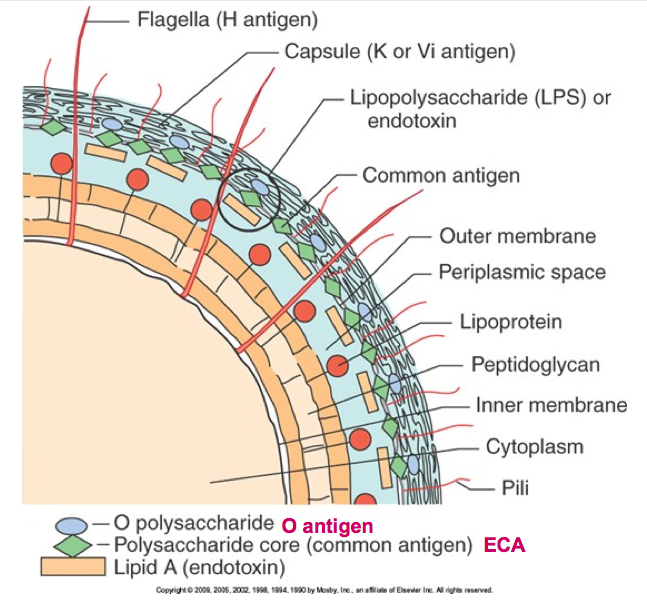 Flagella (H antigen)
Capsule (K or Vi antigen)
Lipopolysaccharide (LPS) or
endotoxin
Common antigen
Outer membrane
Periplasmic space
Lipoprotein
Peptidoglycan
Inner membrane
Cytoplasm
Pili
O polysaccharide O antigen
Polysaccharide core (common antigen) ECA
Lipid A (endotoxin)
Copyright © 2009, 2005, 2002, 1998, 1994, 1990 by Mosby, Inc., an affiliate of Elsevier Inc. All rights reserved.